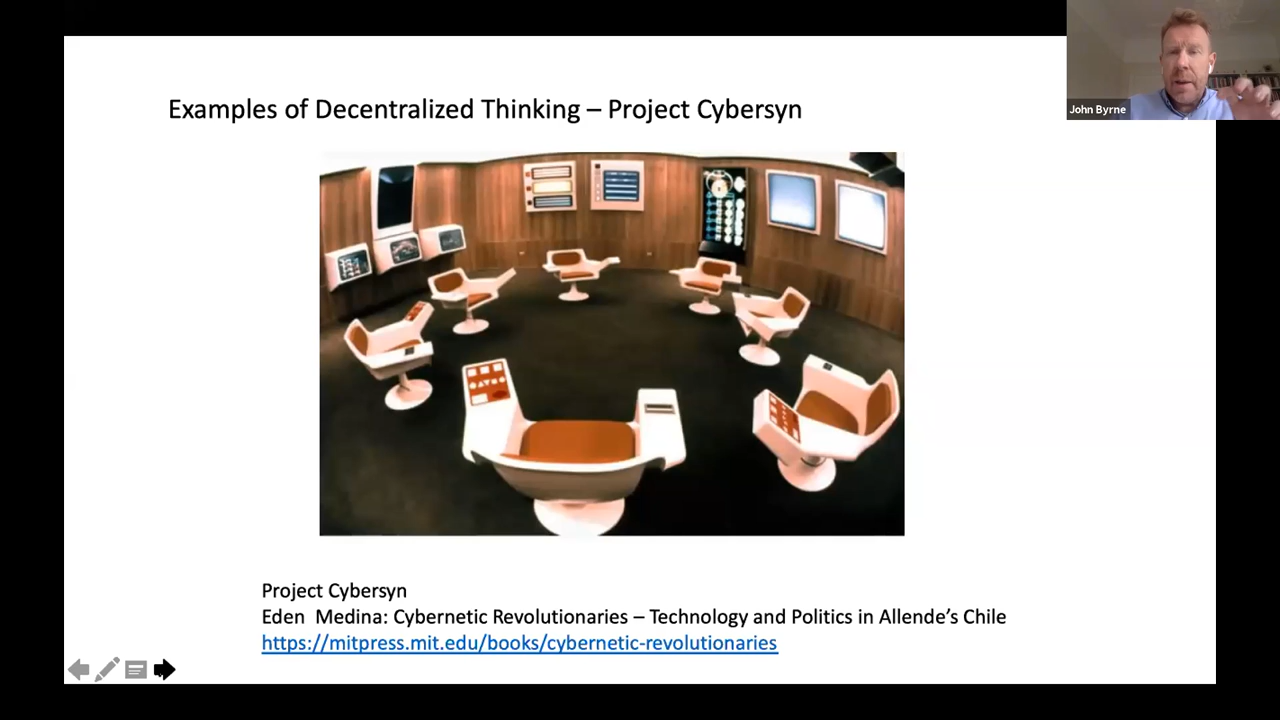 Examples of Decentralized Thinking – Project Cybersyn
John Byrne
Project Cybersyn
Eden  Medina: Cybernetic Revolutionaries – Technology and Politics in Allende’s Chile
https://mitpress.mit.edu/books/cybernetic-revolutionaries